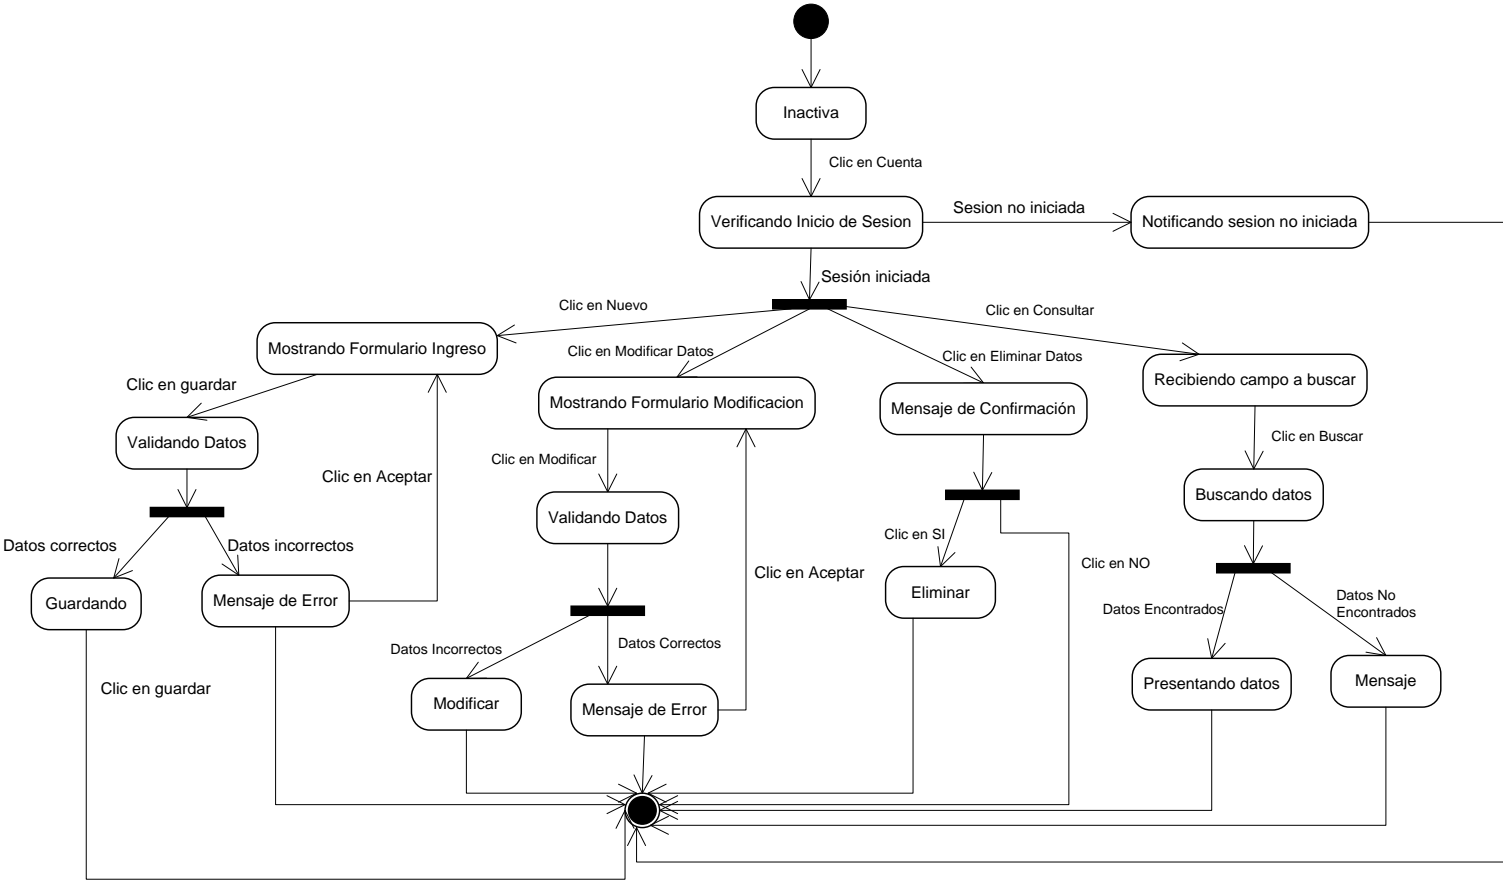 Inactiva
Clic en Cuenta
Verificando Inicio de Sesion
Sesion no iniciada
Notificando sesion no iniciada
Sesión iniciada
Clic en Nuevo
Clic en Consultar
Mostrando Formulario Ingreso
Clic en Modificar Datos
Clic en Eliminar Datos
Recibiendo campo a buscar
Clic en guardar
Mostrando Formulario Modificacion
Mensaje de Confirmación
Validando Datos
Clic en Aceptar
Clic en Modificar
Clic en Buscar
Buscando datos
Validando Datos
Datos correctos
Datos incorrectos
Clic en SI
Clic en NO
Clic en Aceptar
Guardando
Mensaje de Error
Eliminar
Datos Encontrados
Datos No
Encontrados
Datos Incorrectos
Datos Correctos
Clic en guardar
Modificar
Mensaje de Error
Presentando datos
Mensaje